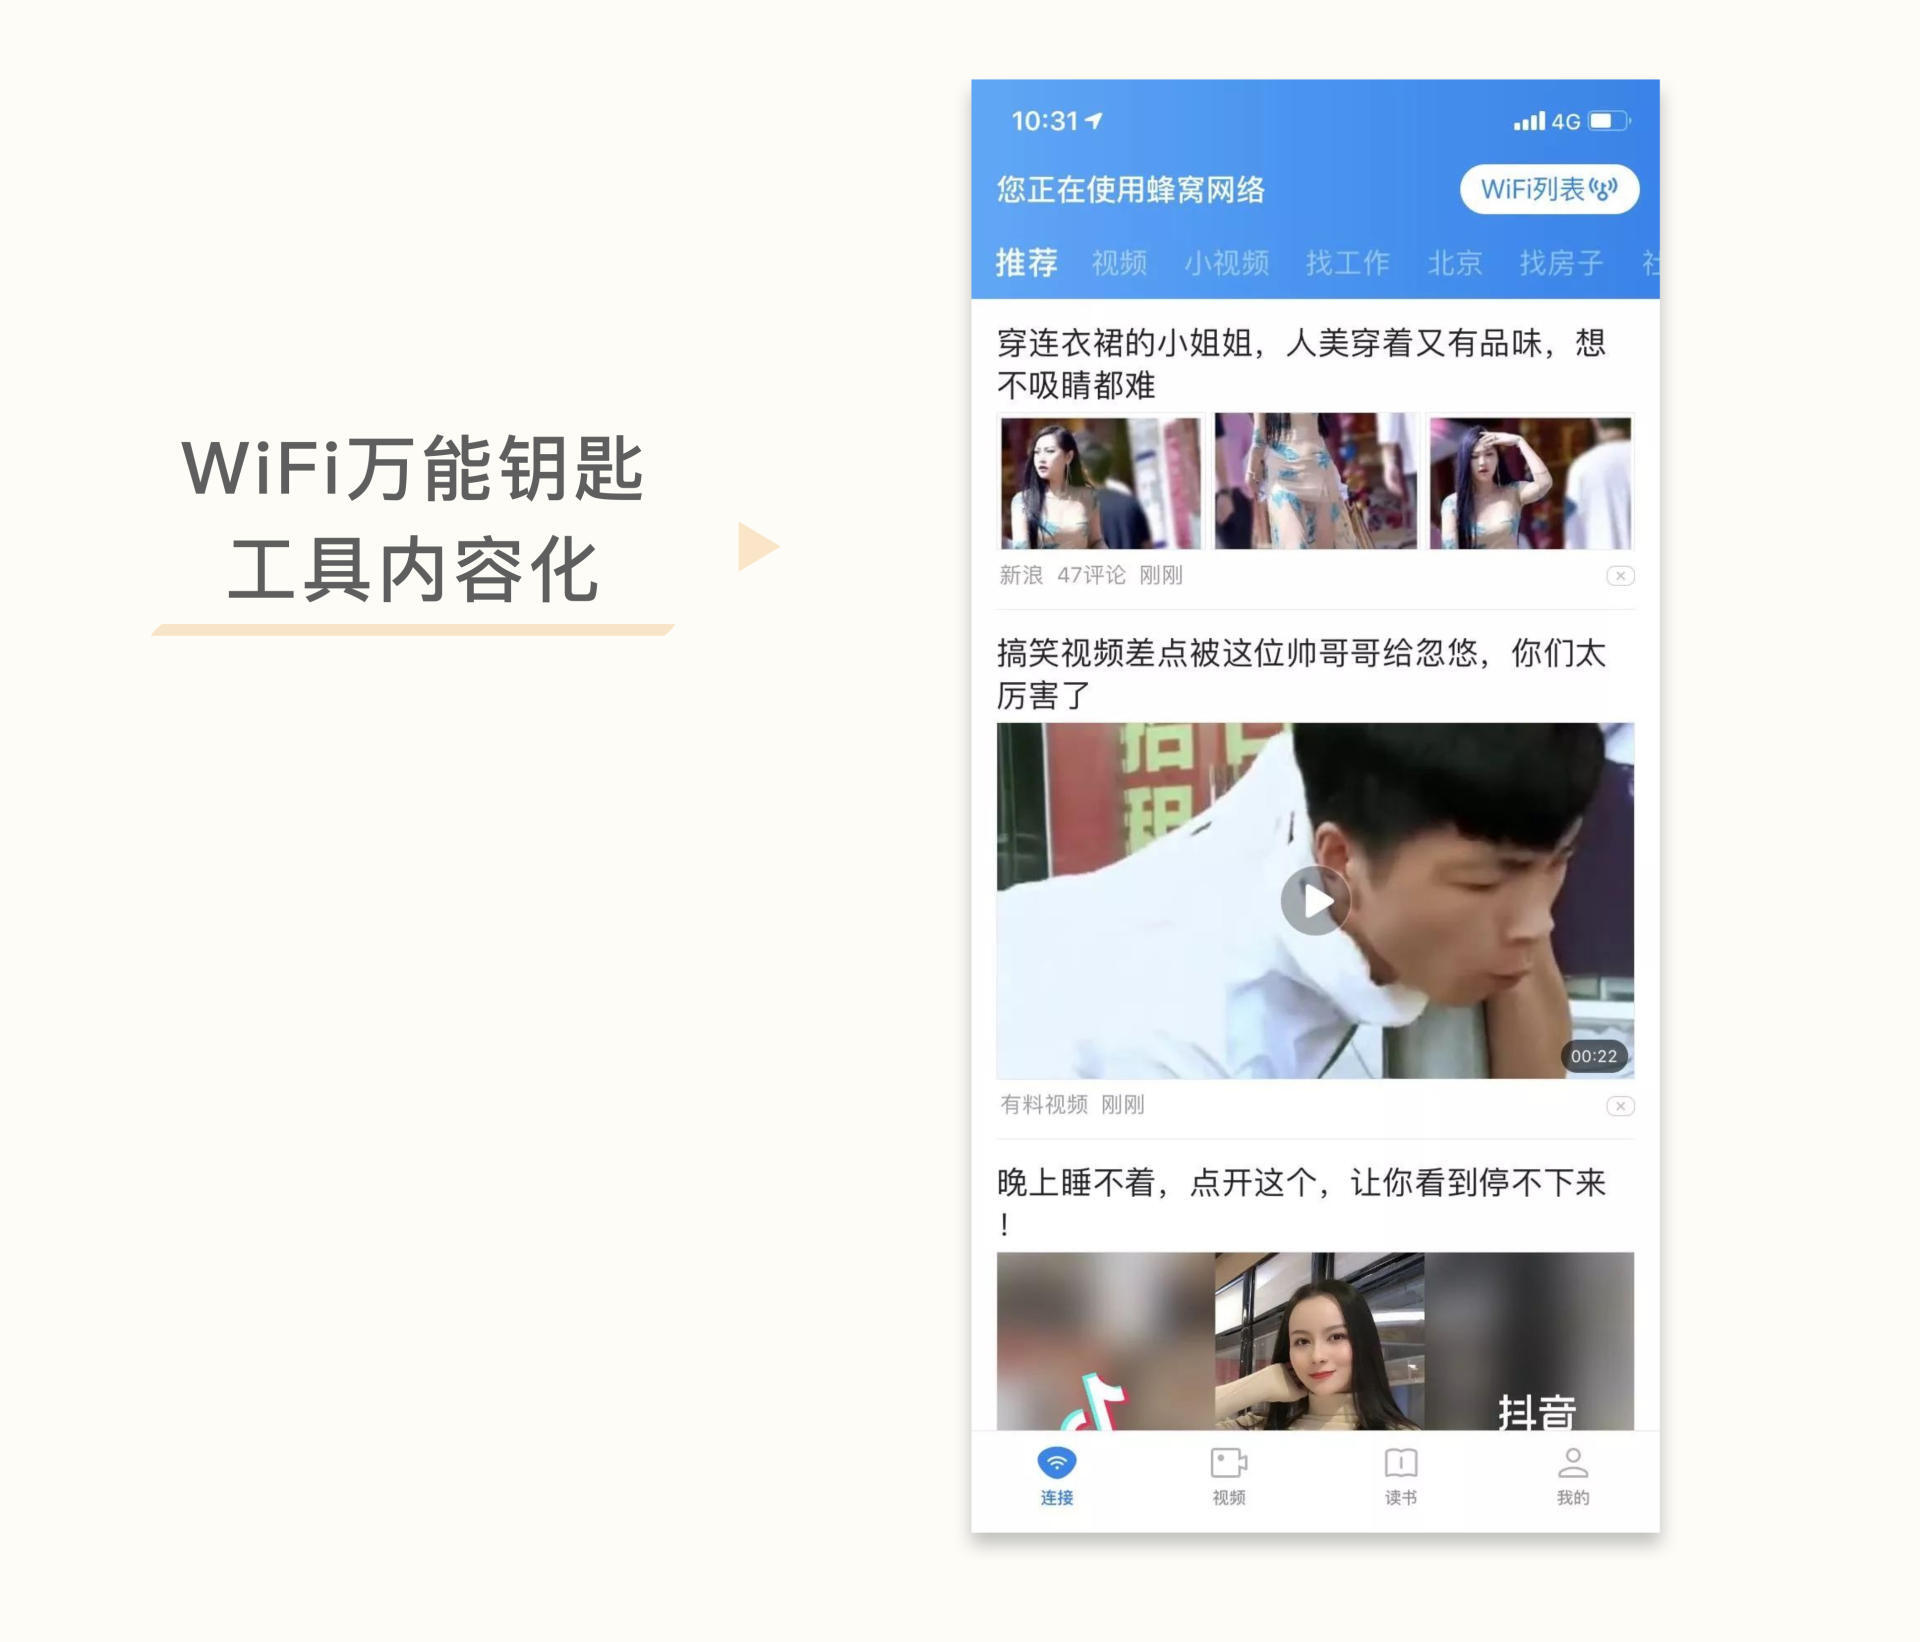 WiFi万能钥匙
工具内容化
10:31
4G
您正在使用蜂窝网络
WiFi列表
推荐 视频 小视频 找工作 北京 找房子
穿连衣裙的小姐姐，人美穿着又有品味，想
不吸睛都难
新浪 47评论 刚刚
搞笑视频差点被这位帅哥哥给忽悠，你们太
厉害了
招
租
00:22
有料视频 刚刚
晚上睡不着，点开这个，让你看到停不下来
！
抖音
连接 视频 读书 我的